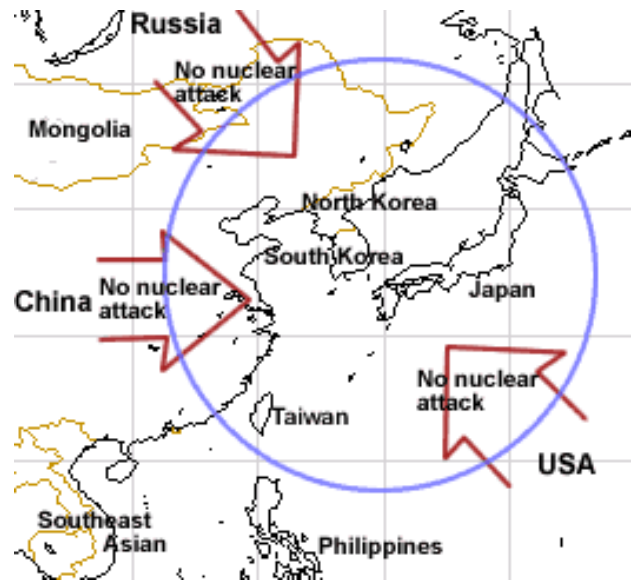 Russia
No nuclear
attack
Mongolia
North Korea
South Korea
No nuclear
attack
China
Japan
No nuclear
attack
Taiwan
USA
Southeast
Asian
Philippines